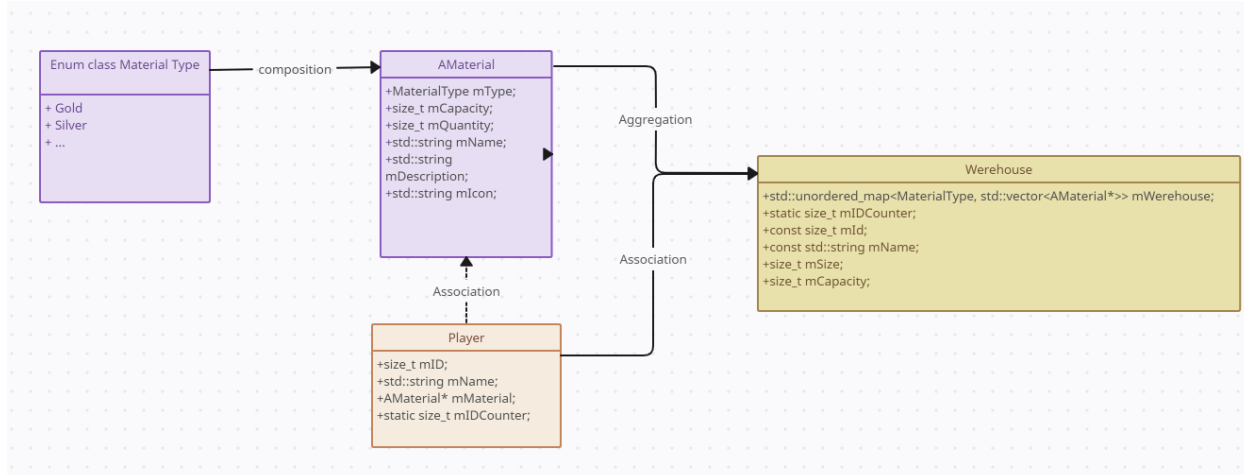 Enum class Material Type
+ Gold
+ Silver
+ ...
composition
AMaterial
+MaterialType mType;
+size_t mCapacity;
+size_t mQuantity;
+std::string mName;
+std::string
mDescription;
+std::string mIcon;
Aggregation
Association
Association
Player
+size_t mID;
+std::string mName;
+AMaterial* mMaterial;
+static size_t mIDCounter;
Werehouse
+std::unordered_map<MaterialType, std::vector<AMaterial*>> mWerehouse;
+static size_t mIDCounter;
+const size_t mId;
+const std::string mName;
+size_t mSize;
+size_t mCapacity;